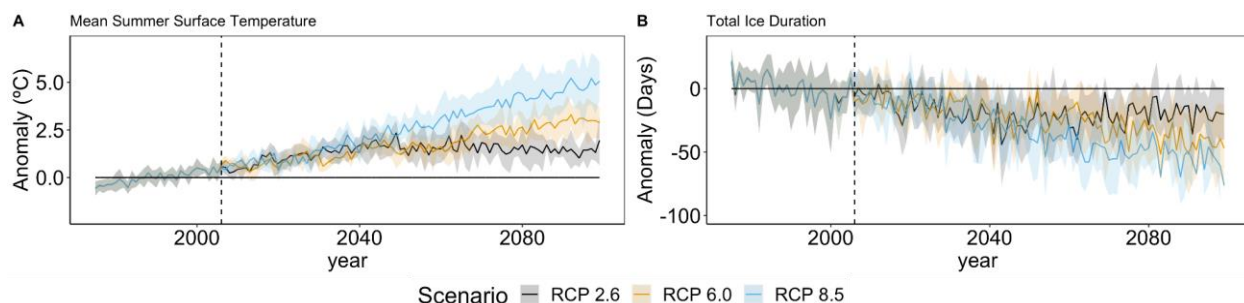 A Mean Summer Surface Temperature
Anomaly (ºC)
5.0
2.5
0.0
2000 2040 2080
year
B Total Ice Duration
Anomaly (Days)
0
-50
-100
2000 2040 2080
year
Scenario RCP 2.6 RCP 6.0 RCP 8.5